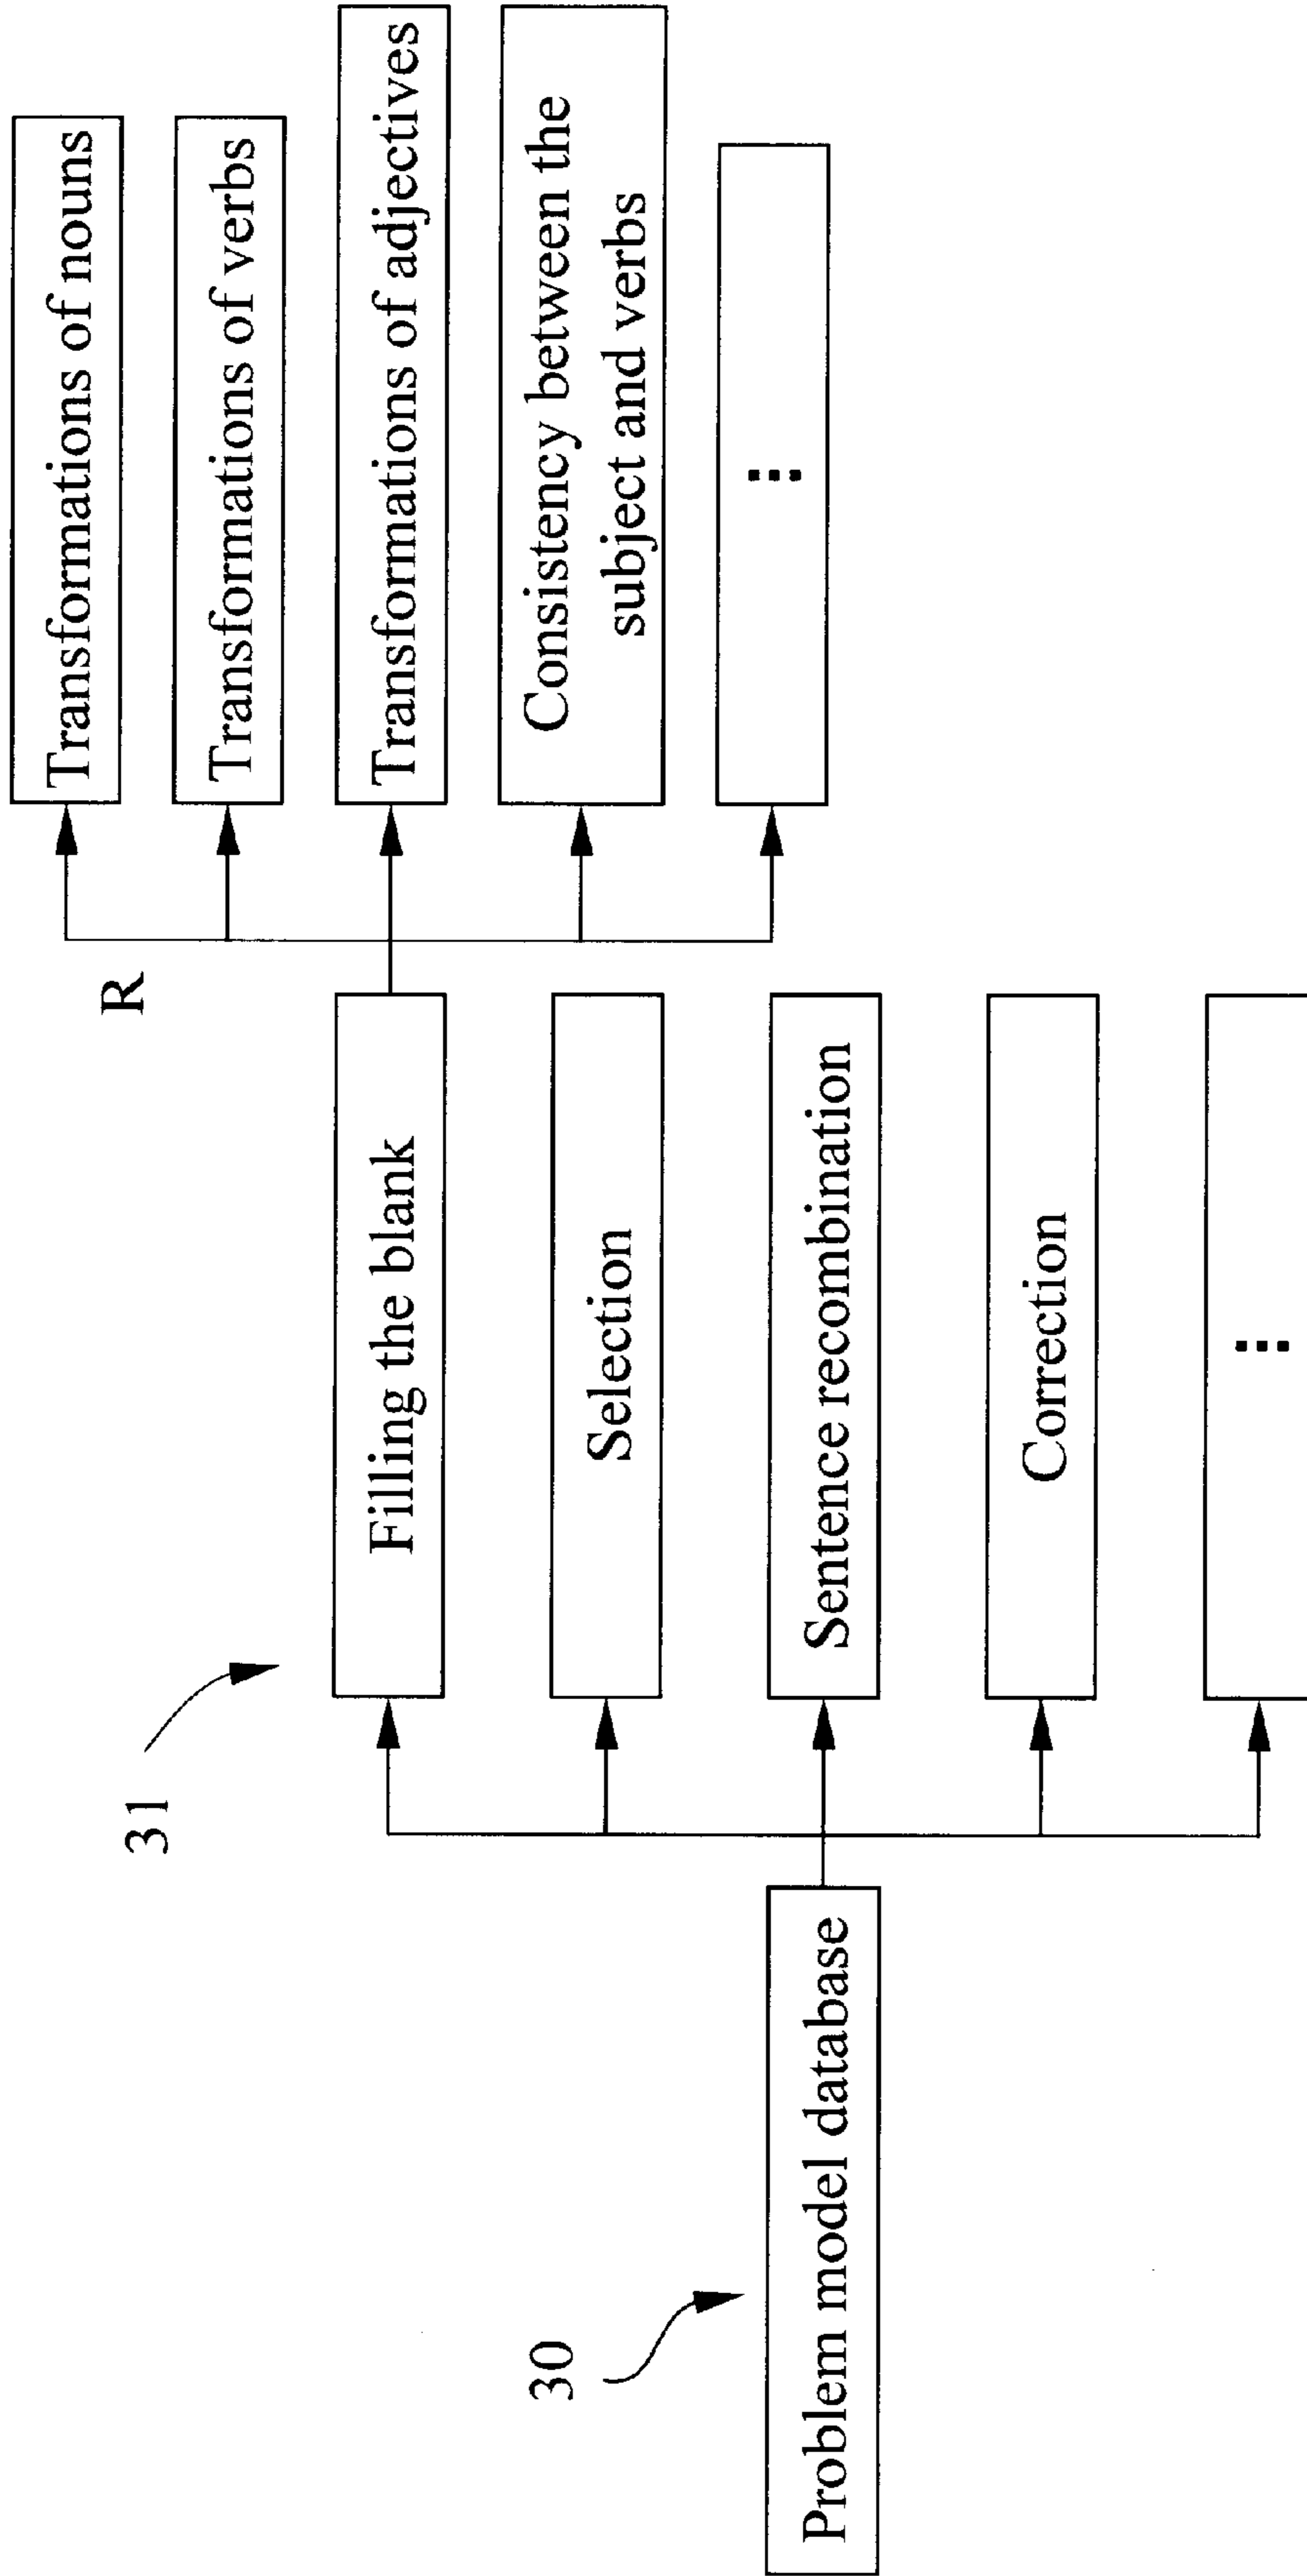 30
Problem model database
31
Filling the blank
Selection
Sentence recombination
Correction
⋮
R
Transformations of nouns
Transformations of verbs
Transformations of adjectives
Consistency between the
subject and verbs
⋮